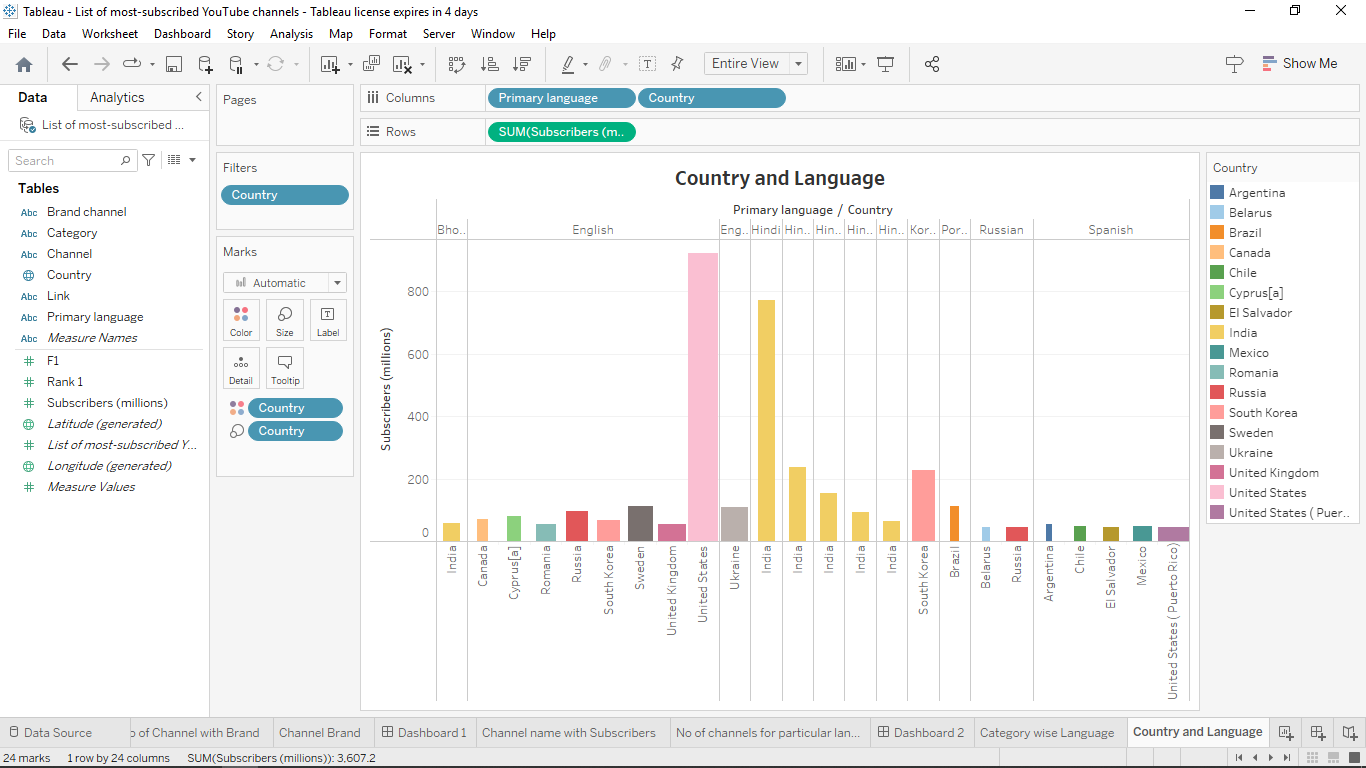 Tableau - List of most-subscribed YouTube channels - Tableau license expires in 4 days
File Data Worksheet Dashboard Story Analysis Map Format Server Window Help
Entire View
Show Me
Data Analytics
List of most-subscribed ...
Search
Tables
Abc Brand channel
Abc Category
Abc Channel
Country
Abc Link
Abc Primary language
Abc Measure Names
F1
Rank 1
Subscribers (millions)
Latitude (generated)
List of most-subscribed Y...
Longitude (generated)
Measure Values
Pages
Filters
Country
Marks
Automatic
Color Size Label
Detail Tooltip
Country
Country
Columns Primary language Country
Rows SUM(Subscribers (m..
Country and Language
Primary language / Country
Bho.. English Eng.. Hindi Hin.. Hin.. Hin.. Hin.. Kor.. Por.. Russian Spanish
Subscribers (millions)
800
600
400
200
0
India
Canada
Cyprus[a]
Romania
Russia
South Korea
Sweden
United Kingdom
United States
Ukraine
India
India
India
India
India
South Korea
Brazil
Belarus
Russia
Argentina
Chile
El Salvador
Mexico
United States ( Puerto Rico)
Country
Argentina
Belarus
Brazil
Canada
Chile
Cyprus[a]
El Salvador
India
Mexico
Romania
Russia
South Korea
Sweden
Ukraine
United Kingdom
United States
United States ( Puer..
Data Source o of Channel with Brand Channel Brand Dashboard 1 Channel name with Subscribers No of channels for particular lan... Dashboard 2 Category wise Language Country and Language
24 marks 1 row by 24 columns SUM(Subscribers (millions)): 3,607.2